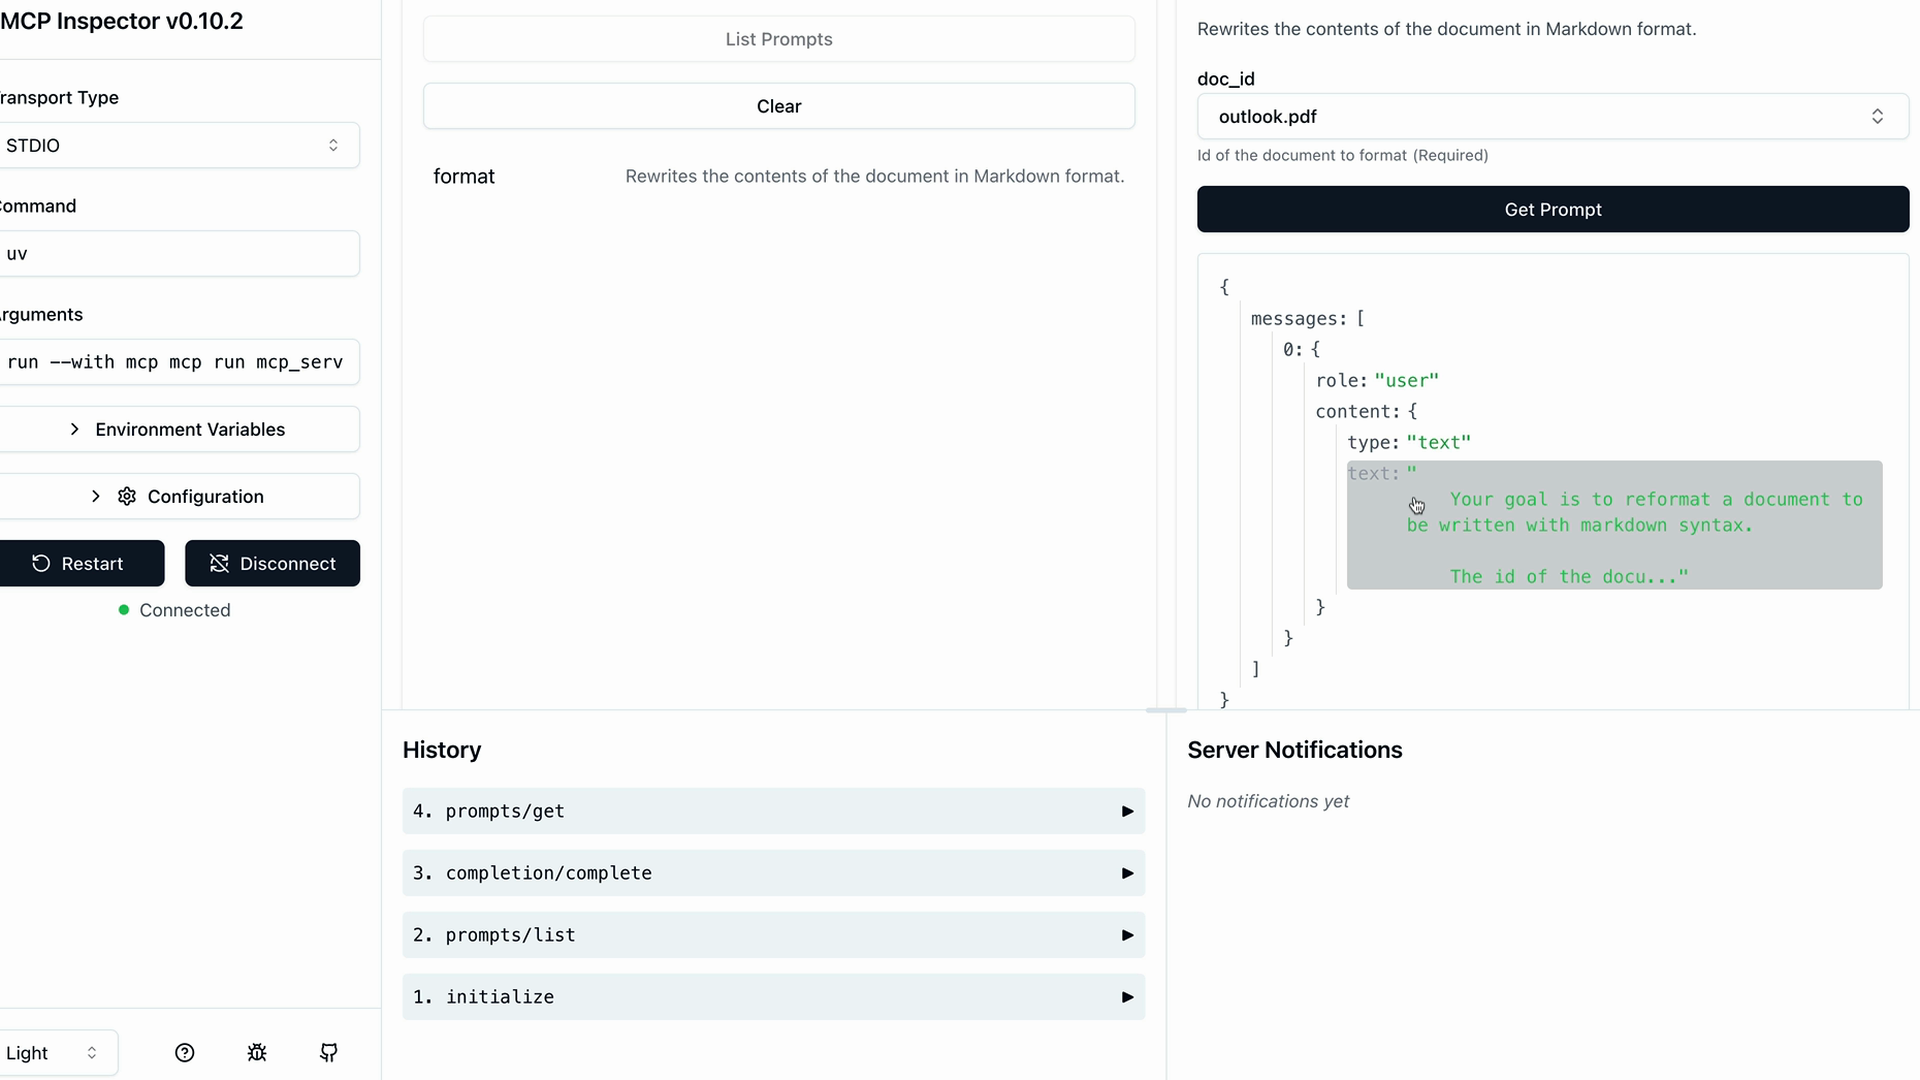 MCP Inspector v0.10.2
ransport Type
STDIO
ommand
uv
rguments
run --with mcp mcp run mcp_serv
Environment Variables
Configuration
Restart
Disconnect
Connected
Light
List Prompts
Clear
format
Rewrites the contents of the document in Markdown format.
Rewrites the contents of the document in Markdown format.
doc_id
outlook.pdf
Id of the document to format (Required)
Get Prompt
{
messages: [
0: {
role: "user"
content: {
type: "text"
text: "
Your goal is to reformat a document to
be written with markdown syntax.
The id of the docu..."
}
}
]
}
History
4. prompts/get
3. completion/complete
2. prompts/list
1. initialize
Server Notifications
No notifications yet